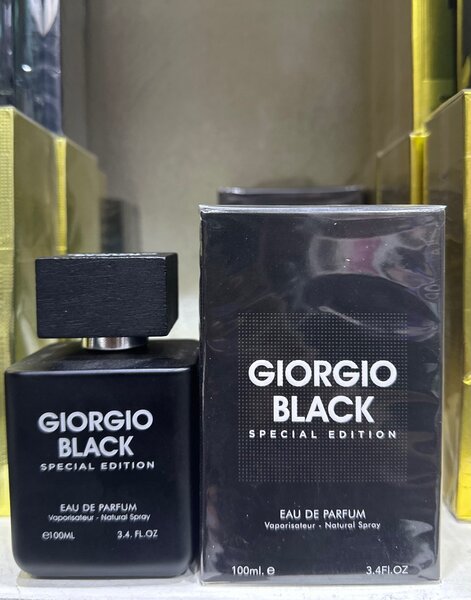 GIORGIO
BLACK
SPECIAL EDITION
EAU DE PARFUM
Vaporisateur - Natural Spray
℮100ML 3.4. FL.OZ
GIORGIO
BLACK
SPECIAL EDITION
EAU DE PARFUM
Vaporisateur - Natural Spray
100ml. ℮ 3.4Fl.OZ